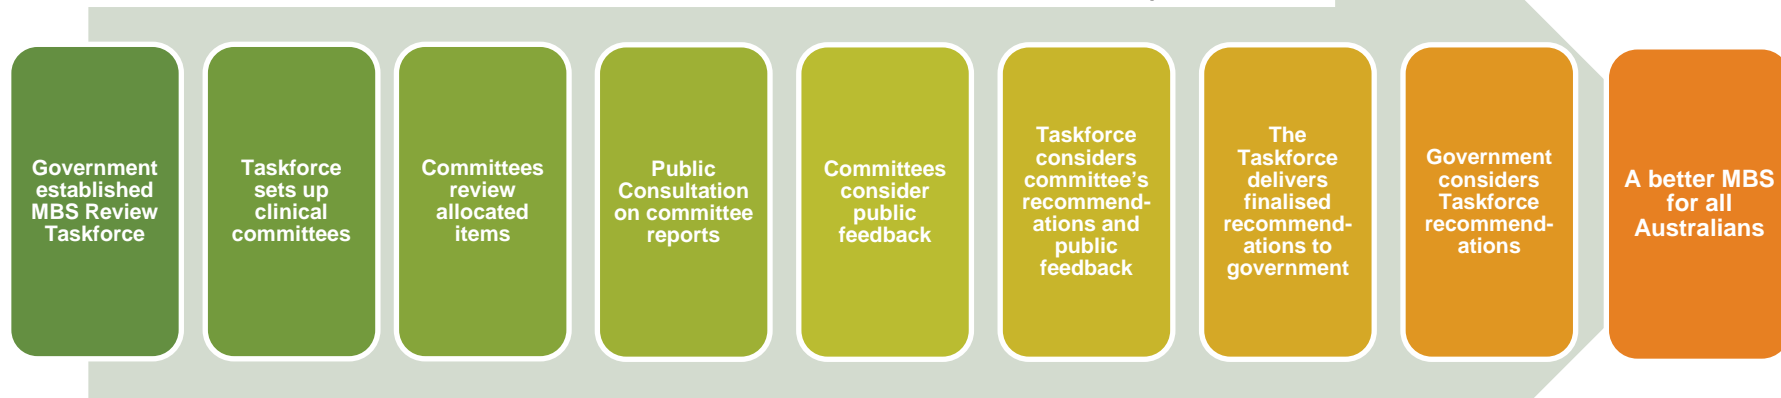 Government
established
MBS Review
Taskforce
Taskforce
sets up
clinical
committees
Committees
review
allocated
items
Public
Consultation
on committee
reports
Committees
consider
public
feedback
Taskforce
considers
committee’s
recommend-
ations and
public
feedback
The
Taskforce
delivers
finalised
recommend-
ations to
government
Government
considers
Taskforce
recommend-
ations
A better MBS
for all
Australians